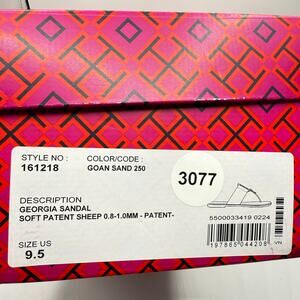 STYLE NO :
161218
COLOR/CODE :
GOAN SAND 250
3077
DESCRIPTION
GEORGIA SANDAL
SOFT PATENT SHEEP 0.8-1.0MM - PATENT-
5500033419 0224
197865044208
VN
SIZE US
9.5